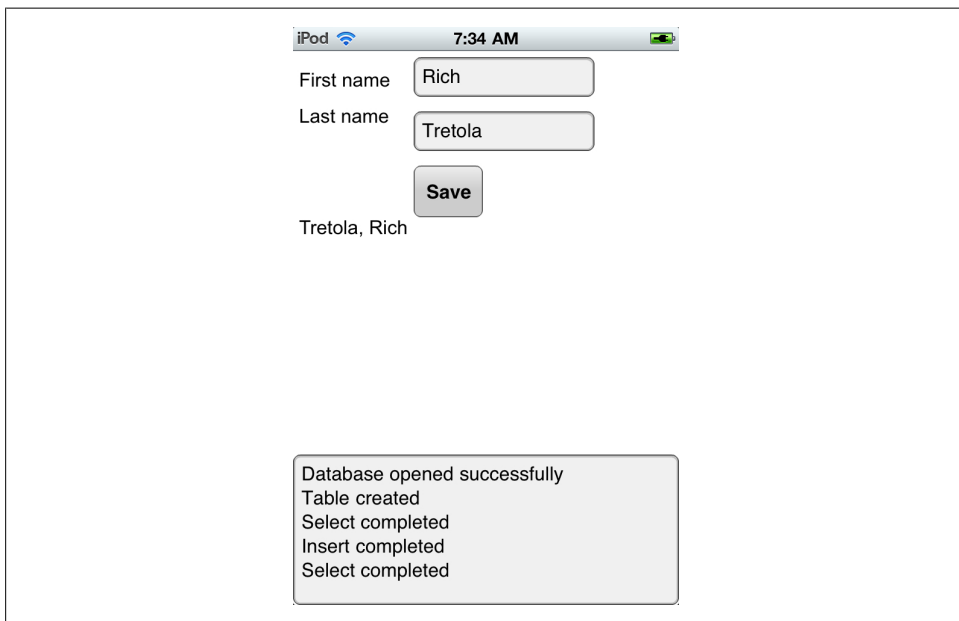 iPod 7:34 AM
First name Rich
Last name Tretola
Save
Tretola, Rich
Database opened successfully
Table created
Select completed
Insert completed
Select completed